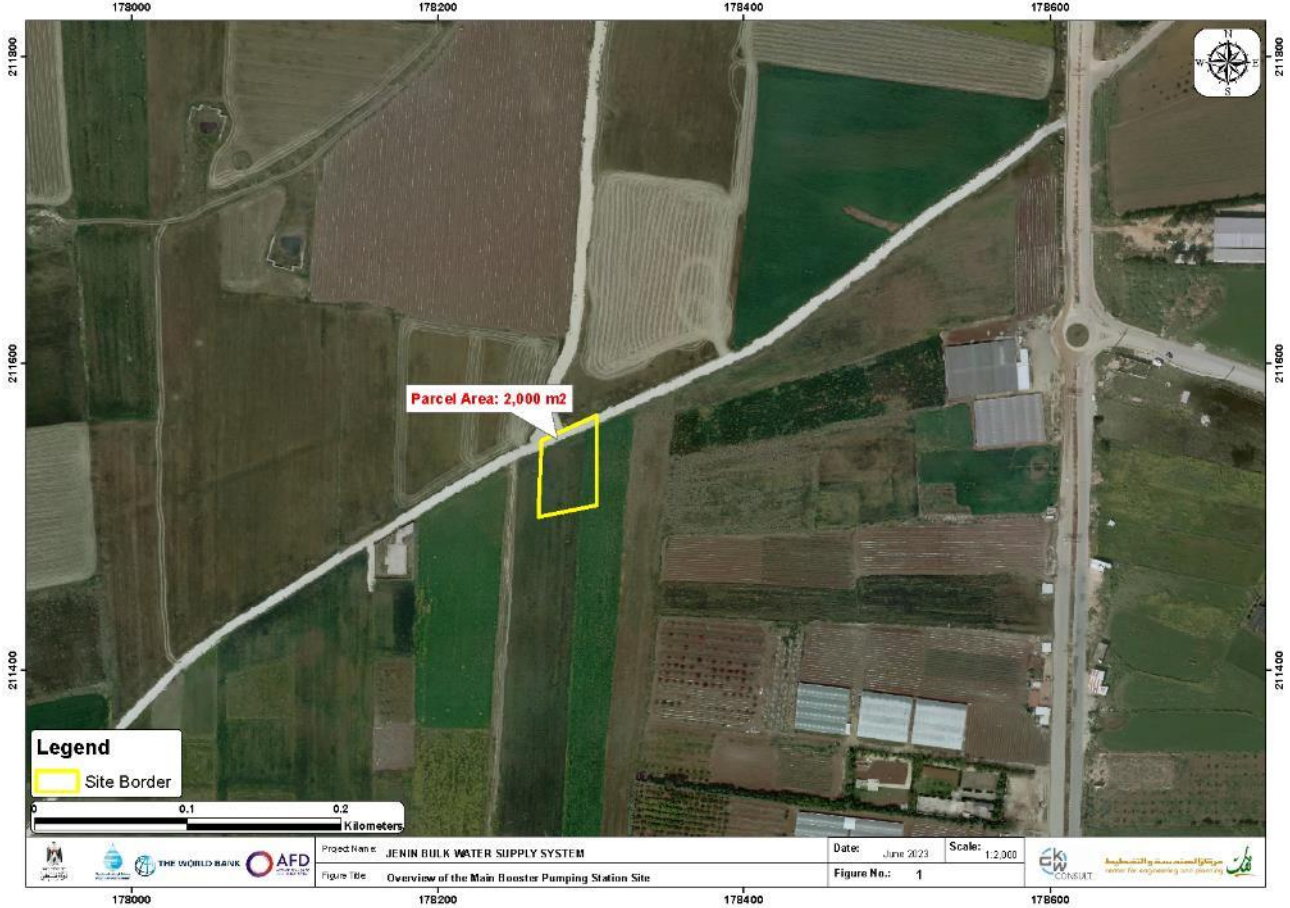 178000 178200 178400 178600
211800 211800
N
W E
S
211600 211600
Parcel Area: 2,000 m2
211400 211400
Legend
Site Border
0 0.1 0.2
Kilometers
THE WORLD BANK
AFD
Project Name: JENIN BULK WATER SUPPLY SYSTEM
Figure Title Overview of the Main Booster Pumping Station Site
Date: June 2023
Scale: 1:2,000
Figure No.: 1
CONSULT
center for engineering and planning
178000 178200 178400 178600